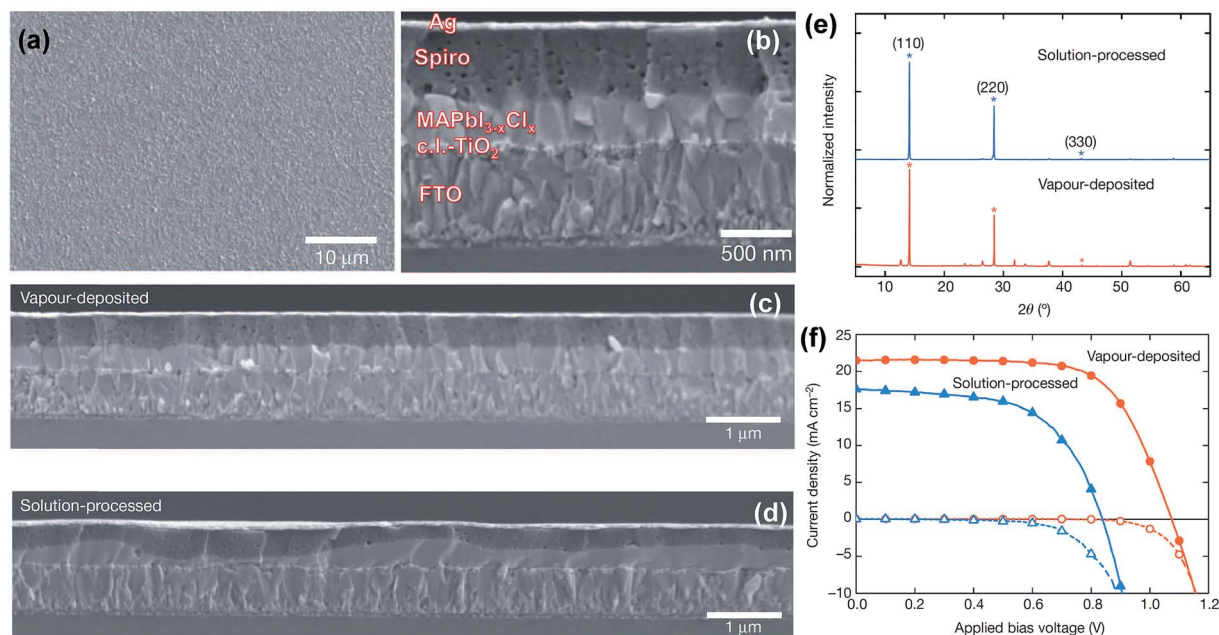 (a)
10 μm
(b)
Ag
Spiro
MAPbI₃₋ₓClₓ
c.l.-TiO₂
FTO
500 nm
Vapour-deposited
(c)
1 μm
Solution-processed
(d)
1 μm
(e)
(110)
*
Solution-processed
(220)
*
(330)
*
Vapour-deposited
*
*
*
Normalized intensity
10 20 30 40 50 60
2θ (°)
(f)
25
20
15
10
5
0
−5
−10
Vapour-deposited
Solution-processed
Current density (mA cm⁻²)
0.0 0.2 0.4 0.6 0.8 1.0 1.2
Applied bias voltage (V)